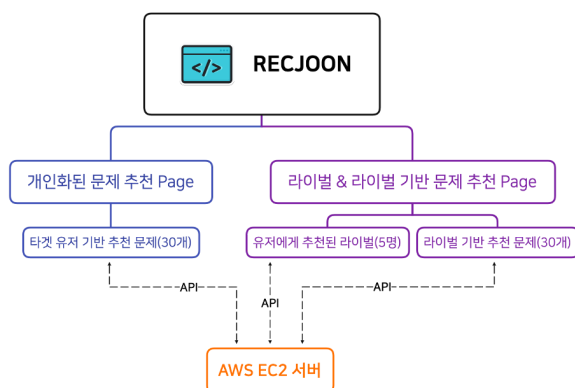 </>
RECJOON
개인화된 문제 추천 Page
라이벌 & 라이벌 기반 문제 추천 Page
타겟 유저 기반 추천 문제(30개)
유저에게 추천된 라이벌(5명)
라이벌 기반 추천 문제(30개)
API
API
API
AWS EC2 서버